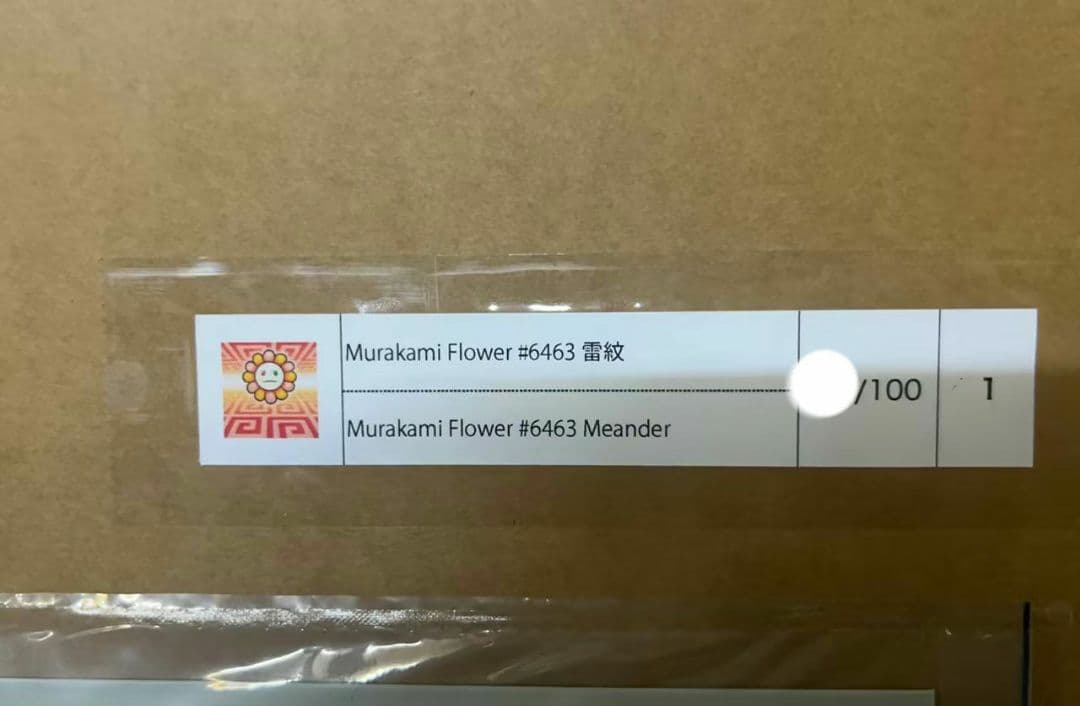 Murakami Flower #6463 雷紋
Murakami Flower #6463 Meander
/100
1